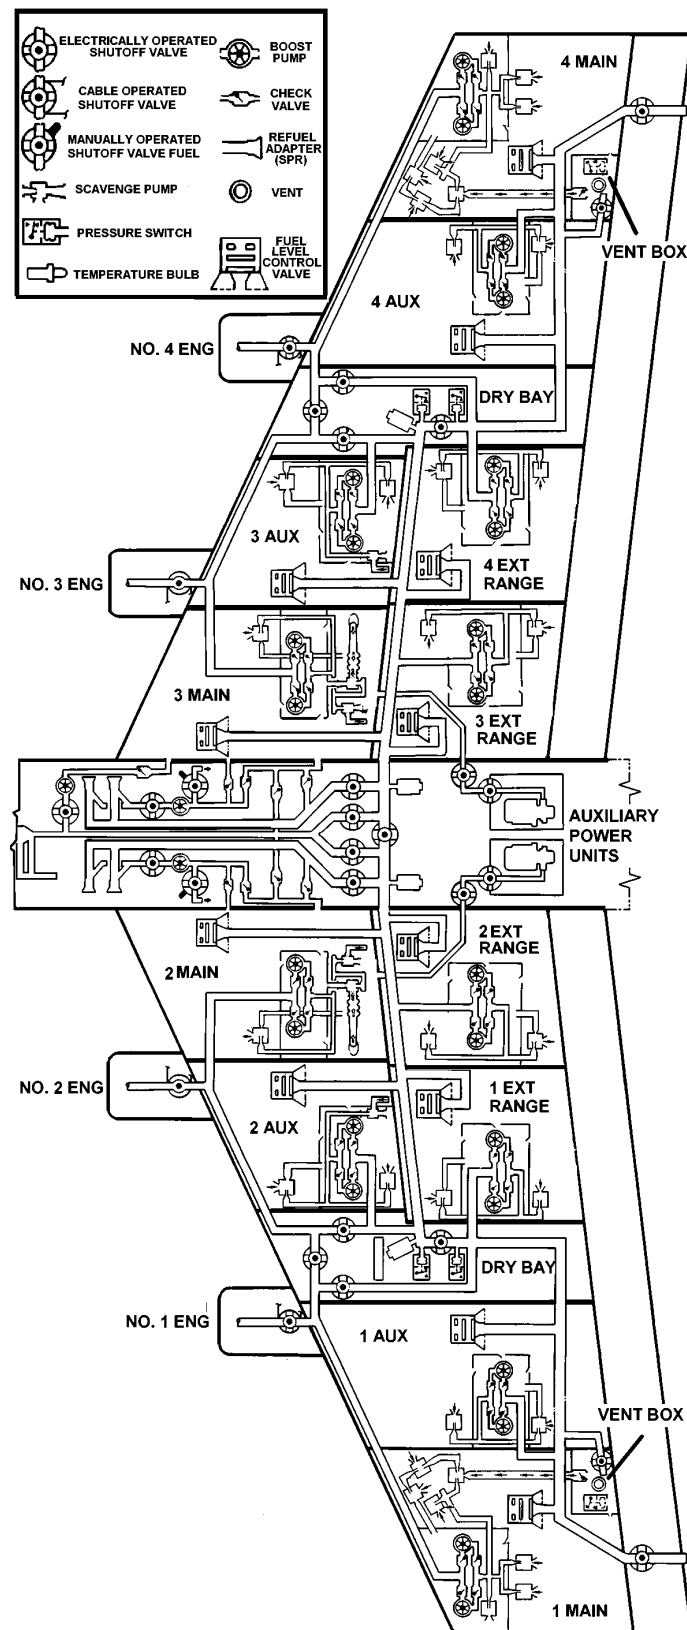 ELECTRICALLY OPERATED
SHUTOFF VALVE
BOOST
PUMP
CABLE OPERATED
SHUTOFF VALVE
CHECK
VALVE
MANUALLY OPERATED
SHUTOFF VALVE FUEL
REFUEL
ADAPTER
(SPR)
SCAVENGE PUMP
VENT
PRESSURE SWITCH
FUEL
LEVEL
CONTROL
VALVE
TEMPERATURE BULB
4 MAIN
VENT BOX
4 AUX
NO. 4 ENG
DRY BAY
3 AUX
4 EXT
RANGE
NO. 3 ENG
3 MAIN
3 EXT
RANGE
AUXILIARY
POWER
UNITS
2 EXT
RANGE
2 MAIN
NO. 2 ENG
1 EXT
RANGE
2 AUX
DRY BAY
NO. 1 ENG
1 AUX
VENT BOX
1 MAIN